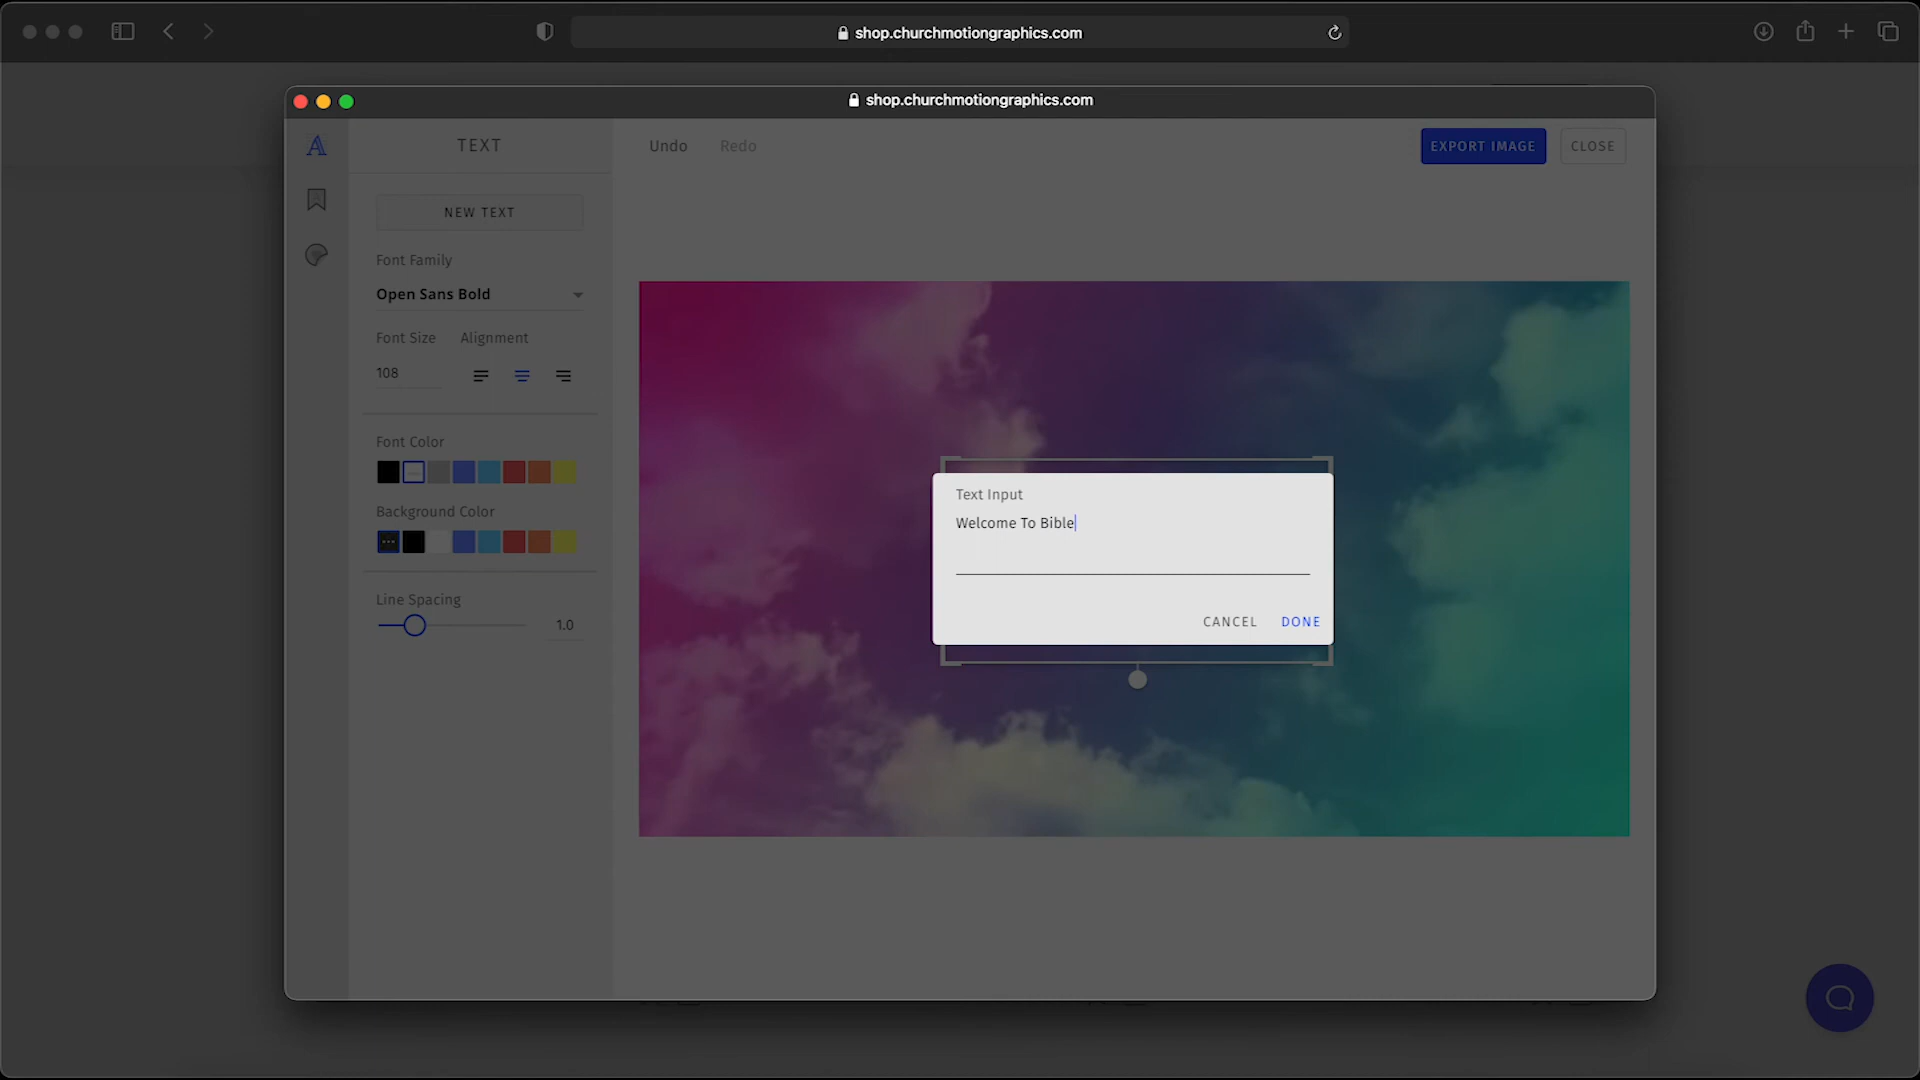 shop.churchmotiongraphics.com
shop.churchmotiongraphics.com
TEXT
Undo
Redo
EXPORT IMAGE
CLOSE
NEW TEXT
Font Family
Open Sans Bold
Font Size
Alignment
108
Font Color
Background Color
Line Spacing
1.0
Text Input
Welcome To Bible
CANCEL
DONE